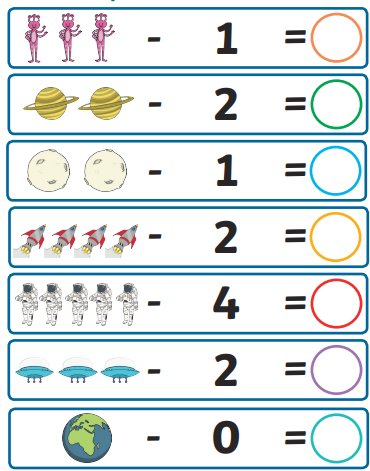 - 1 =
- 2 =
- 1 =
- 2 =
- 4 =
- 2 =
- 0 =